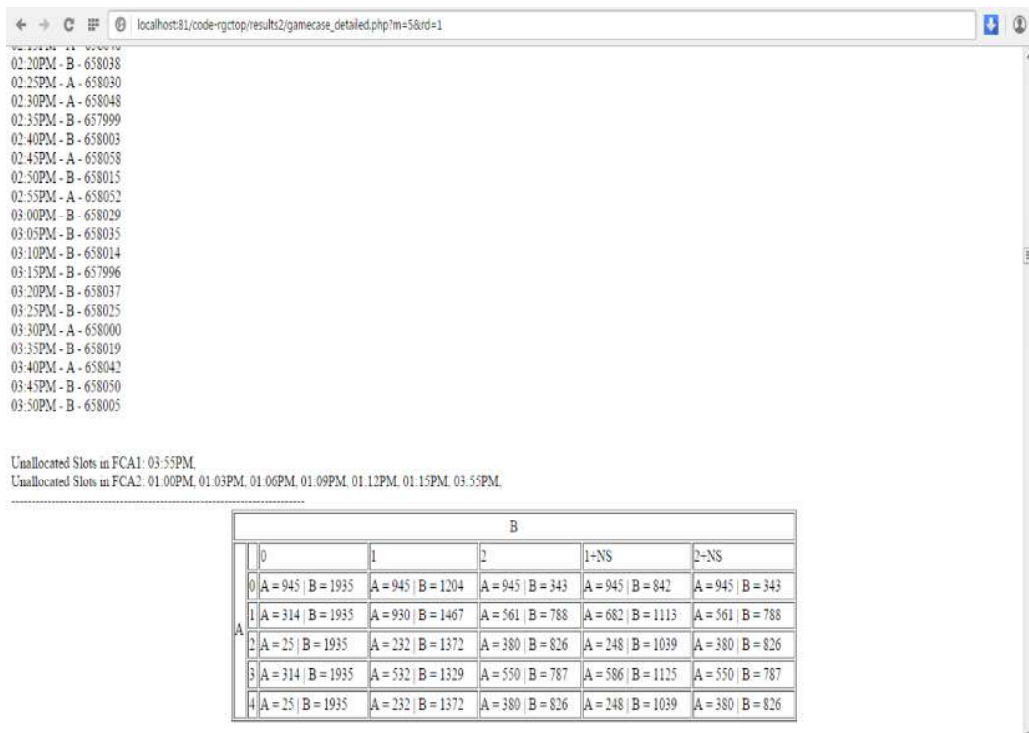 localhost:81/code-rgctop/results2/gamecase_detailed.php?m=5&rd=1
02:20PM - B - 658038
02:25PM - A - 658030
02:30PM - A - 658048
02:35PM - B - 657999
02:40PM - B - 658003
02:45PM - A - 658058
02:50PM - B - 658015
02:55PM - A - 658052
03:00PM - B - 658029
03:05PM - B - 658035
03:10PM - B - 658014
03:15PM - B - 657996
03:20PM - B - 658037
03:25PM - B - 658025
03:30PM - A - 658000
03:35PM - B - 658019
03:40PM - A - 658042
03:45PM - B - 658050
03:50PM - B - 658005
Unallocated Slots in FCA1: 03:55PM,
Unallocated Slots in FCA2: 01:00PM, 01:03PM, 01:06PM, 01:09PM, 01:12PM, 01:15PM, 03:55PM,
B
0 1 2 1+NS 2+NS
0 A = 945 | B = 1935 A = 945 | B = 1204 A = 945 | B = 343 A = 945 | B = 842 A = 945 | B = 343
1 A = 314 | B = 1935 A = 930 | B = 1467 A = 561 | B = 788 A = 682 | B = 1113 A = 561 | B = 788
A
2 A = 25 | B = 1935 A = 232 | B = 1372 A = 380 | B = 826 A = 248 | B = 1039 A = 380 | B = 826
3 A = 314 | B = 1935 A = 532 | B = 1329 A = 550 | B = 787 A = 586 | B = 1125 A = 550 | B = 787
4 A = 25 | B = 1935 A = 232 | B = 1372 A = 380 | B = 826 A = 248 | B = 1039 A = 380 | B = 826